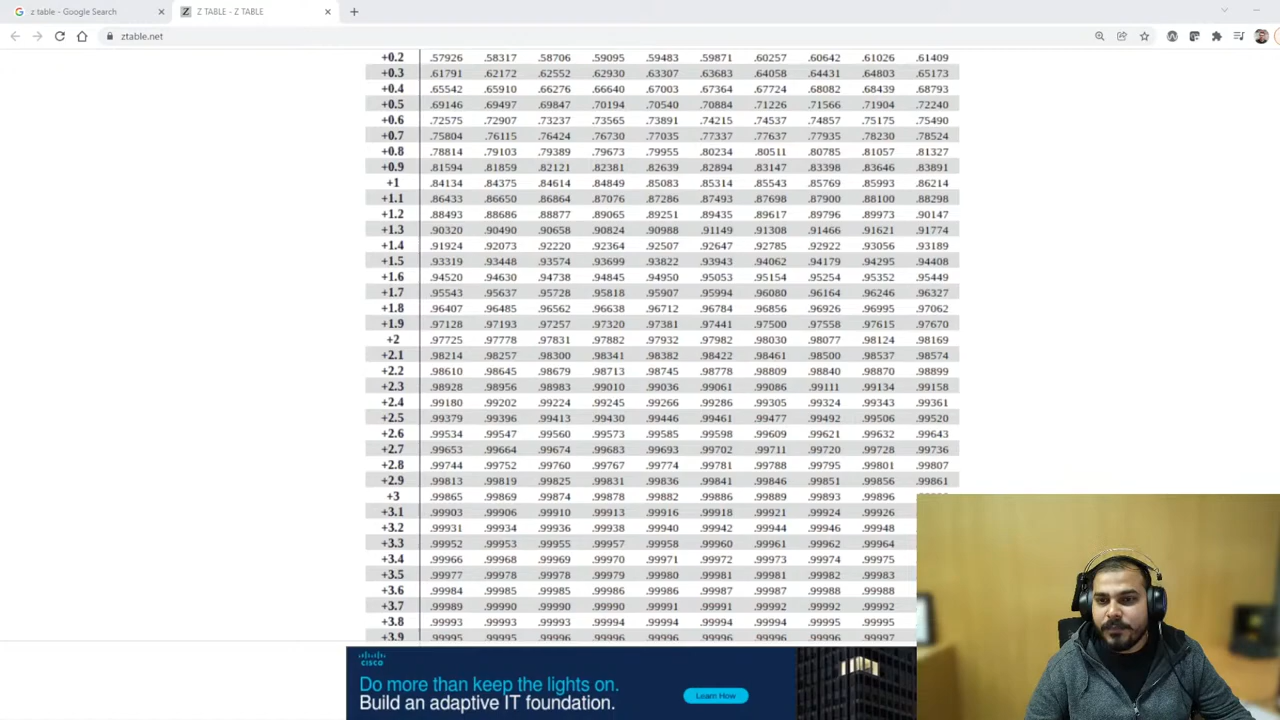 z table - Google Search
Z TABLE - Z TABLE
ztable.net
+0.2 .57926 .58317 .58706 .59095 .59483 .59871 .60257 .60642 .61026 .61409
+0.3 .61791 .62172 .62552 .62930 .63307 .63683 .64058 .64431 .64803 .65173
+0.4 .65542 .65910 .66276 .66640 .67003 .67364 .67724 .68082 .68439 .68793
+0.5 .69146 .69497 .69847 .70194 .70540 .70884 .71226 .71566 .71904 .72240
+0.6 .72575 .72907 .73237 .73565 .73891 .74215 .74537 .74857 .75175 .75490
+0.7 .75804 .76115 .76424 .76730 .77035 .77337 .77637 .77935 .78230 .78524
+0.8 .78814 .79103 .79389 .79673 .79955 .80234 .80511 .80785 .81057 .81327
+0.9 .81594 .81859 .82121 .82381 .82639 .82894 .83147 .83398 .83646 .83891
+1 .84134 .84375 .84614 .84849 .85083 .85314 .85543 .85769 .85993 .86214
+1.1 .86433 .86650 .86864 .87076 .87286 .87493 .87698 .87900 .88100 .88298
+1.2 .88493 .88686 .88877 .89065 .89251 .89435 .89617 .89796 .89973 .90147
+1.3 .90320 .90490 .90658 .90824 .90988 .91149 .91308 .91466 .91621 .91774
+1.4 .91924 .92073 .92220 .92364 .92507 .92647 .92785 .92922 .93056 .93189
+1.5 .93319 .93448 .93574 .93699 .93822 .93943 .94062 .94179 .94295 .94408
+1.6 .94520 .94630 .94738 .94845 .94950 .95053 .95154 .95254 .95352 .95449
+1.7 .95543 .95637 .95728 .95818 .95907 .95994 .96080 .96164 .96246 .96327
+1.8 .96407 .96485 .96562 .96638 .96712 .96784 .96856 .96926 .96995 .97062
+1.9 .97128 .97193 .97257 .97320 .97381 .97441 .97500 .97558 .97615 .97670
+2 .97725 .97778 .97831 .97882 .97932 .97982 .98030 .98077 .98124 .98169
+2.1 .98214 .98257 .98300 .98341 .98382 .98422 .98461 .98500 .98537 .98574
+2.2 .98610 .98645 .98679 .98713 .98745 .98778 .98809 .98840 .98870 .98899
+2.3 .98928 .98956 .98983 .99010 .99036 .99061 .99086 .99111 .99134 .99158
+2.4 .99180 .99202 .99224 .99245 .99266 .99286 .99305 .99324 .99343 .99361
+2.5 .99379 .99396 .99413 .99430 .99446 .99461 .99477 .99492 .99506 .99520
+2.6 .99534 .99547 .99560 .99573 .99585 .99598 .99609 .99621 .99632 .99643
+2.7 .99653 .99664 .99674 .99683 .99693 .99702 .99711 .99720 .99728 .99736
+2.8 .99744 .99752 .99760 .99767 .99774 .99781 .99788 .99795 .99801 .99807
+2.9 .99813 .99819 .99825 .99831 .99836 .99841 .99846 .99851 .99856 .99861
+3 .99865 .99869 .99874 .99878 .99882 .99886 .99889 .99893 .99896
+3.1 .99903 .99906 .99910 .99913 .99916 .99918 .99921 .99924 .99926
+3.2 .99931 .99934 .99936 .99938 .99940 .99942 .99944 .99946 .99948
+3.3 .99952 .99953 .99955 .99957 .99958 .99960 .99961 .99962 .99964
+3.4 .99966 .99968 .99969 .99970 .99971 .99972 .99973 .99974 .99975
+3.5 .99977 .99978 .99978 .99979 .99980 .99981 .99981 .99982 .99983
+3.6 .99984 .99985 .99985 .99986 .99986 .99987 .99987 .99988 .99988
+3.7 .99989 .99990 .99990 .99990 .99991 .99991 .99992 .99992 .99992
+3.8 .99993 .99993 .99993 .99994 .99994 .99994 .99994 .99995 .99995
+3.9 .99995 .99995 .99996 .99996 .99996 .99996 .99996 .99996 .99997
CISCO
Do more than keep the lights on.
Build an adaptive IT foundation.
Learn How